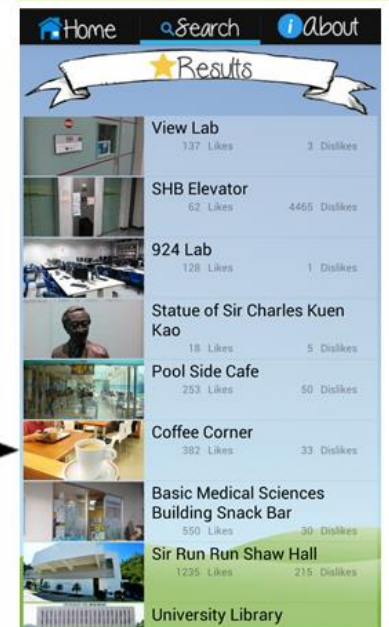 Home Search i About
Results
View Lab
137 Likes 3 Dislikes
SHB Elevator
62 Likes 4465 Dislikes
924 Lab
128 Likes 1 Dislikes
Statue of Sir Charles Kuen
Kao
18 Likes 5 Dislikes
Pool Side Cafe
253 Likes 50 Dislikes
Coffee Corner
382 Likes 33 Dislikes
Basic Medical Sciences
Building Snack Bar
550 Likes 30 Dislikes
Sir Run Run Shaw Hall
1235 Likes 215 Dislikes
University Library